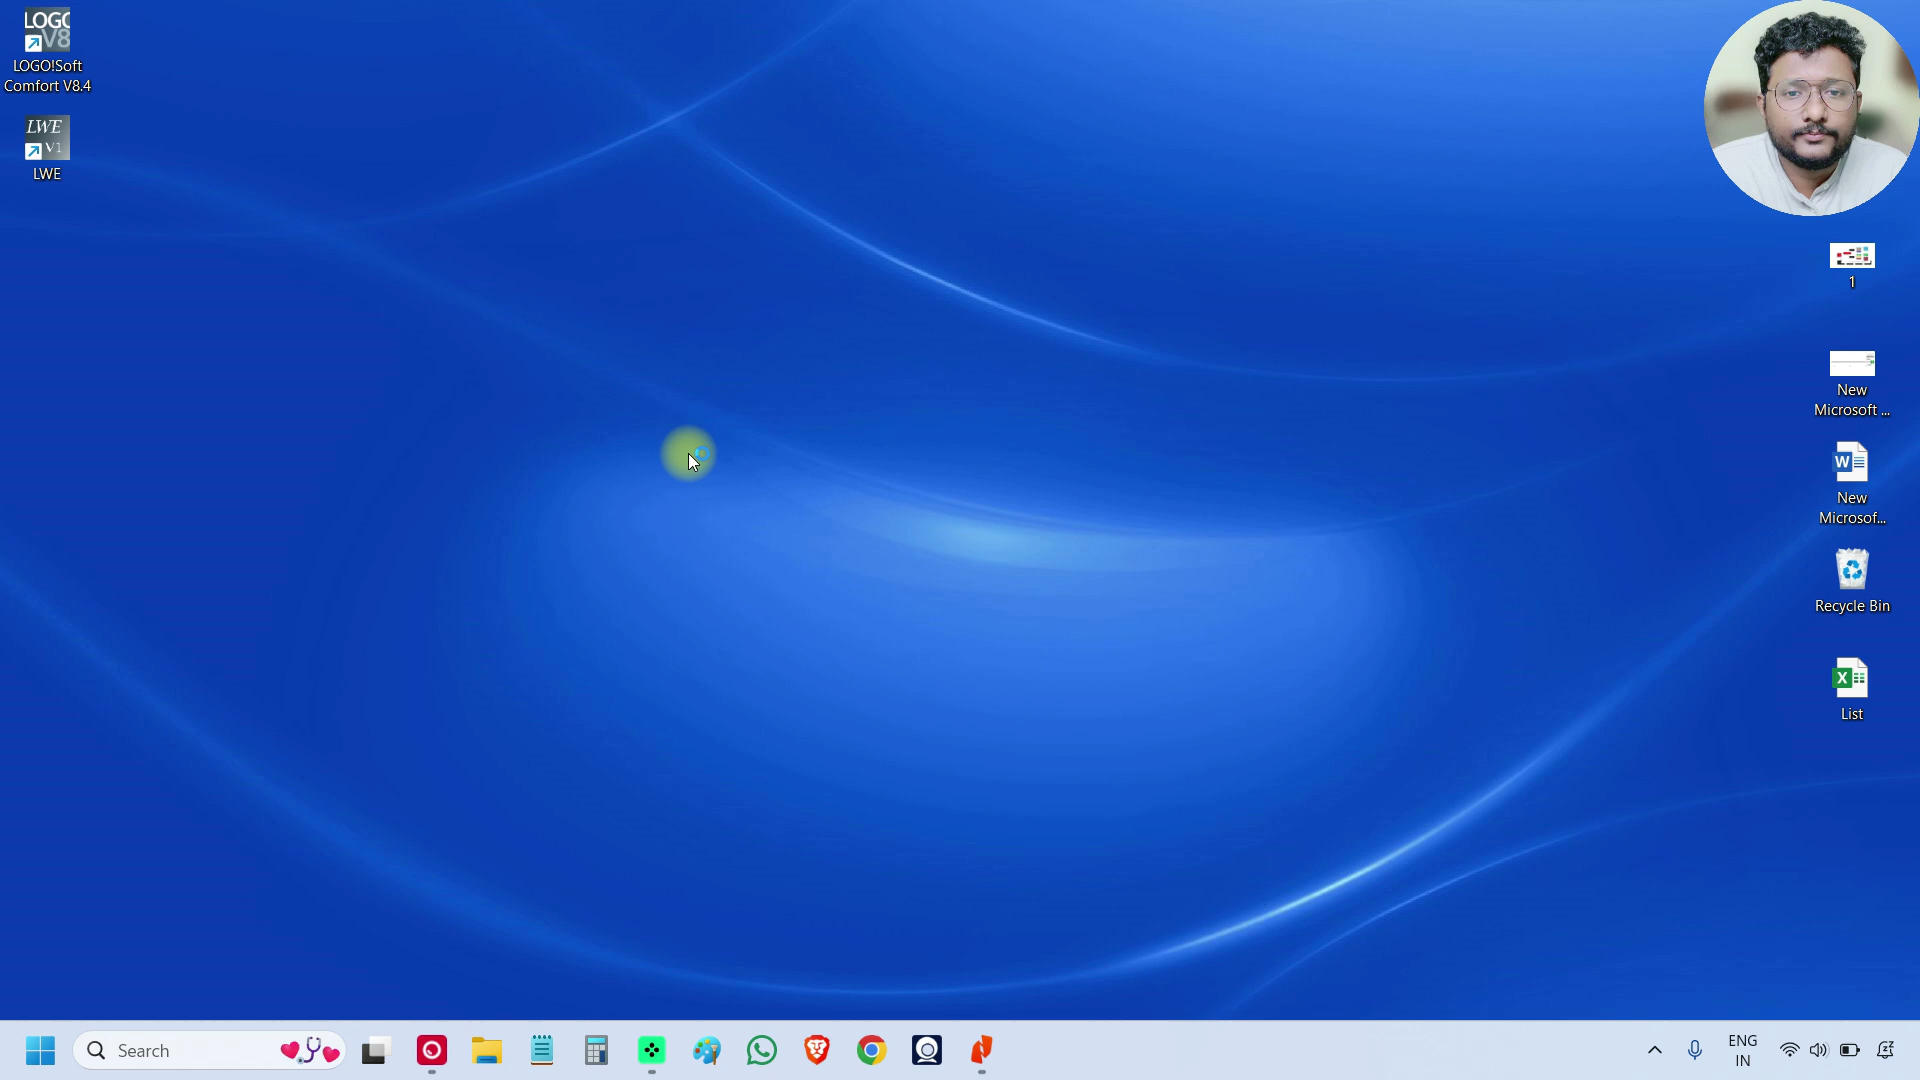 LOGO
V8
LOGO!Soft
Comfort V8.4
LWE
V1
LWE
1
New
Microsoft ...
W
New
Microsof...
Recycle Bin
X
List
Search
ENG
IN